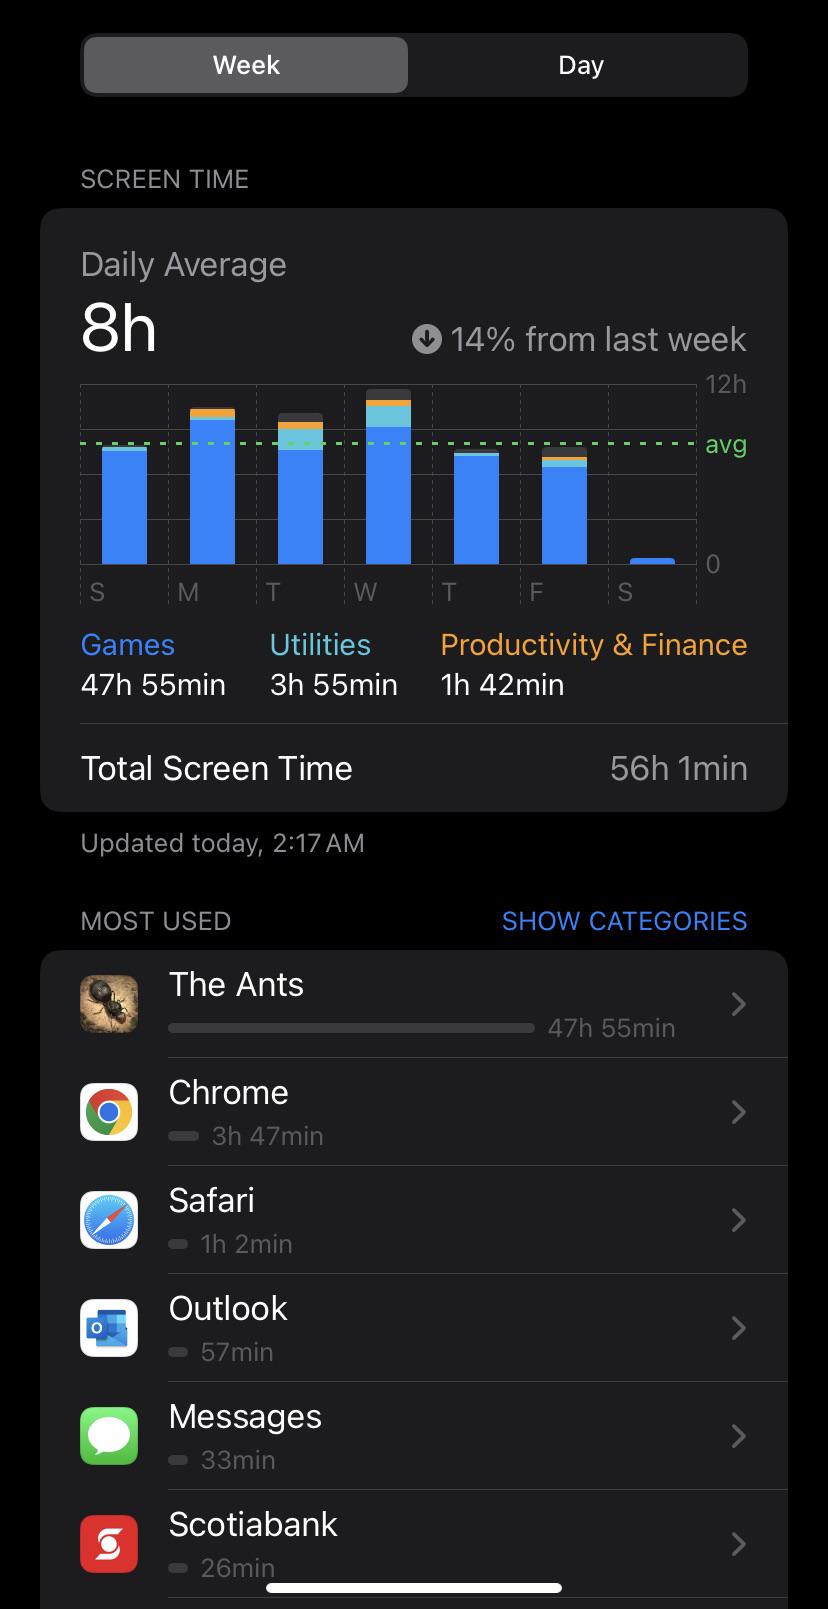 Week Day
SCREEN TIME
Daily Average
8h
14% from last week
12h
avg
0
S M T W T F S
Games Utilities Productivity & Finance
47h 55min 3h 55min 1h 42min
Total Screen Time 56h 1min
Updated today, 2:17 AM
MOST USED SHOW CATEGORIES
The Ants
47h 55min
Chrome
3h 47min
Safari
1h 2min
O
Outlook
57min
Messages
33min
Scotiabank
26min